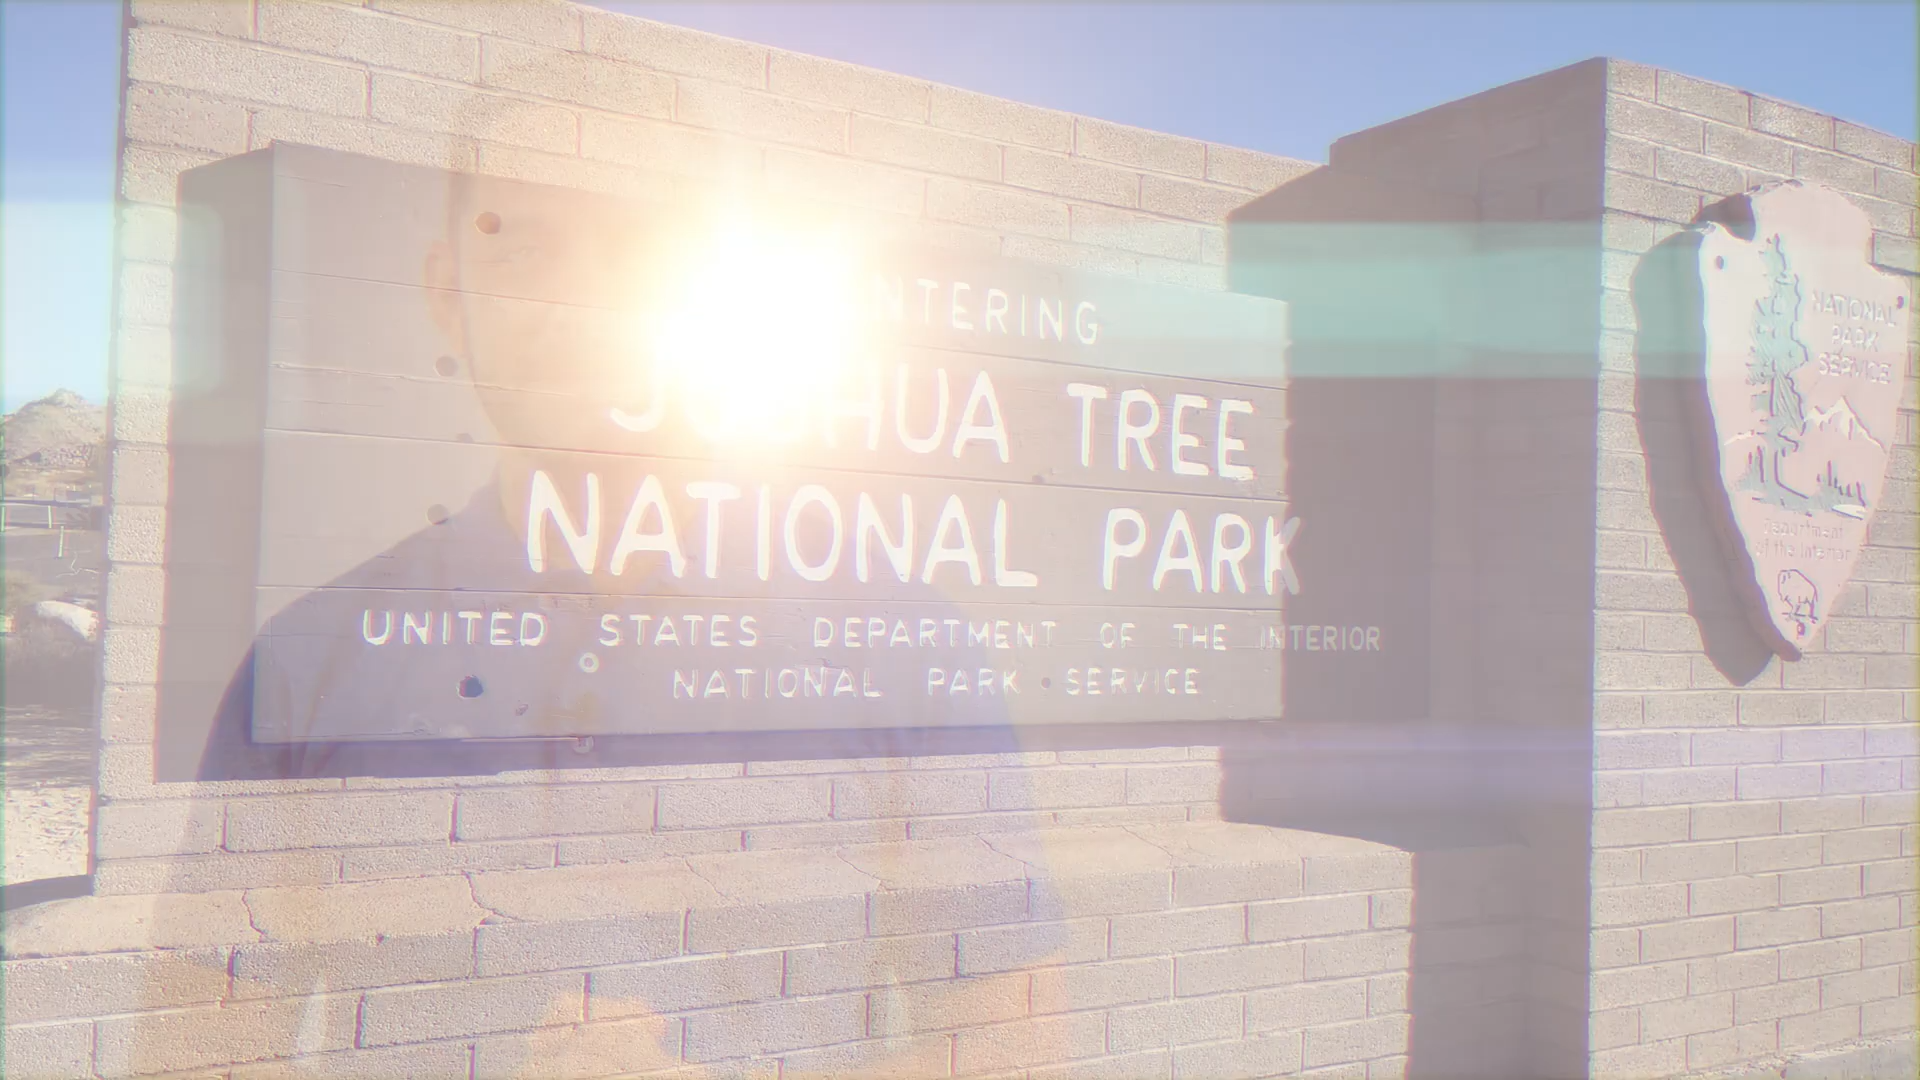 NTERING
JOSHUA TREE
NATIONAL PARK
UNITED STATES DEPARTMENT OF THE INTERIOR
NATIONAL PARK SERVICE
NATIONAL
PARK
SERVICE
Department
of the Interior